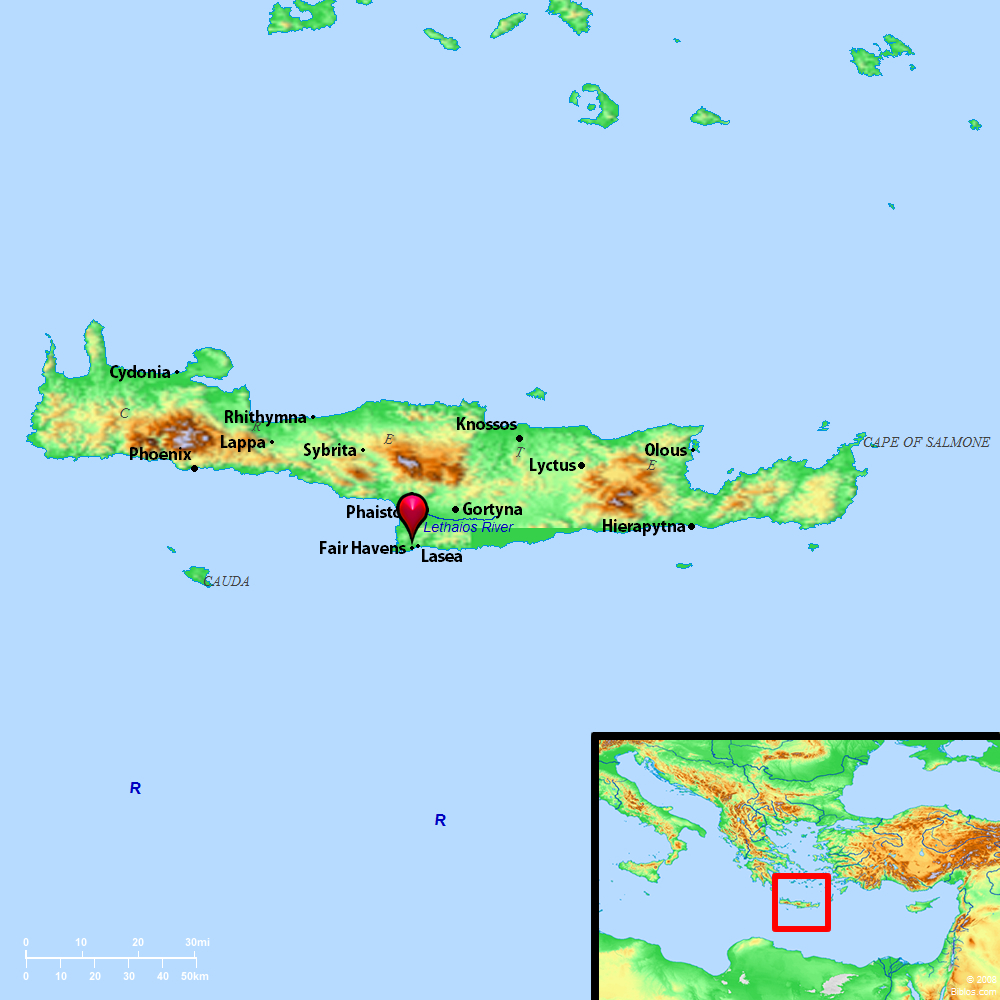 Cydonia
C
Rhithymna
R
Lappa
E
Sybrita
Knossos
T
Phoenix
Lyctus
Olous
E
CAPE OF SALMONE
Gortyna
Lethaios River
Hierapytna
Fair Havens
Lasea
CAUDA
R
R
0 10 20 30mi
0 10 20 30 40 50km